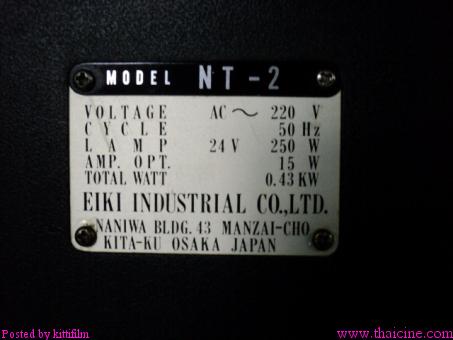 MODEL NT-2
VOLTAGE AC ~ 220 V
CYCLE 50 Hz
LAMP 24 V 250 W
AMP. OPT. 15 W
TOTAL WATT 0.43 KW
EIKI INDUSTRIAL CO.,LTD.
NANIWA BLDG. 43 MANZAI-CHO
KITA-KU OSAKA JAPAN
Posted by kittifilm
www.thaicine.com